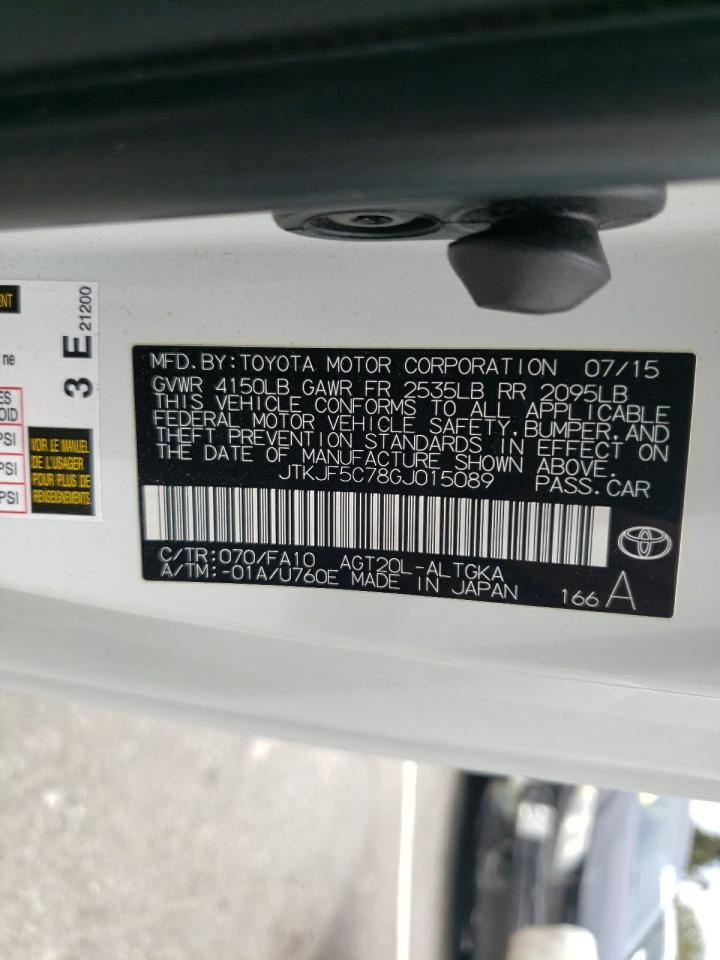 MFD. BY: TOYOTA MOTOR CORPORATION 07/15
GVWR 4150LB GAWR FR 2535LB RR 2095LB
THIS VEHICLE CONFORMS TO ALL APPLICABLE
FEDERAL MOTOR VEHICLE SAFETY, BUMPER, AND
THEFT PREVENTION STANDARDS IN EFFECT ON
THE DATE OF MANUFACTURE SHOWN ABOVE.
JTKJF5C78GJ015089 PASS. CAR
C/TR: 070/FA10 AGT20L-ALTGKA
A/TM: -01A/U760E MADE IN JAPAN
166 A
ne
PSI
PSI
PSI
3 E 21200
VOIR LE MANUEL
DE L'USAGER
POUR PLUS DE
RENSEIGNEMENTS